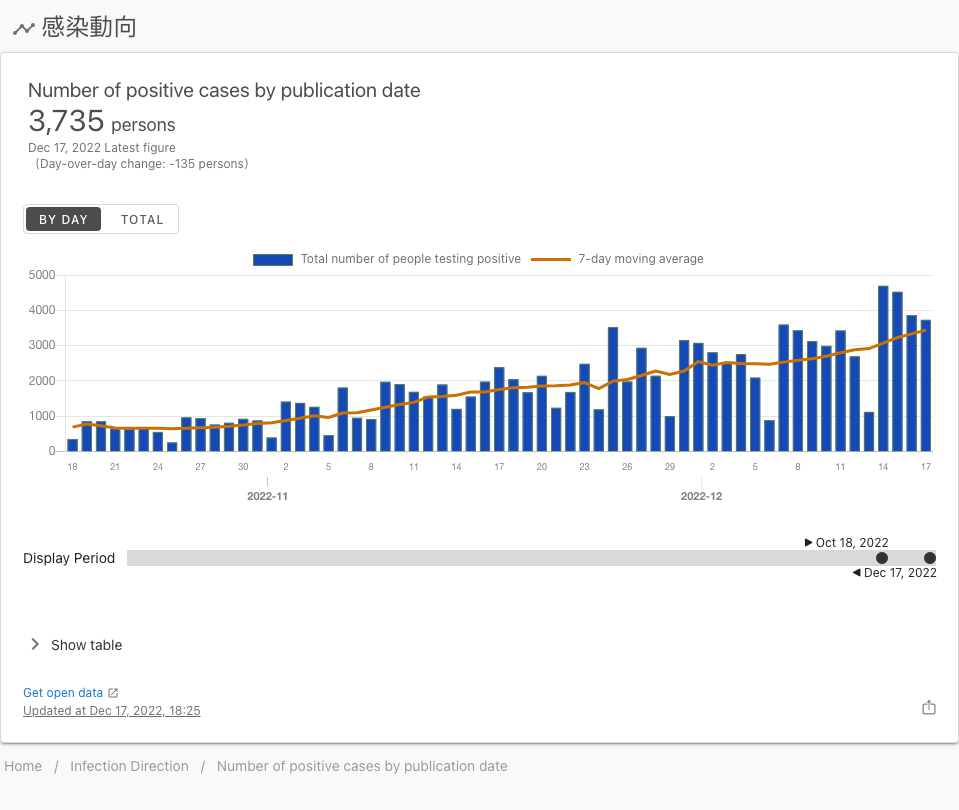 感染動向
Number of positive cases by publication date
3,735 persons
Dec 17, 2022 Latest figure
(Day-over-day change: -135 persons)
BY DAY TOTAL
Total number of people testing positive 7-day moving average
5000
4000
3000
2000
1000
0
18 21 24 27 30 2 5 8 11 14 17 20 23 26 29 2 5 8 11 14 17
2022-11 2022-12
Oct 18, 2022
Display Period
Dec 17, 2022
Show table
Get open data
Updated at Dec 17, 2022, 18:25
Home / Infection Direction / Number of positive cases by publication date